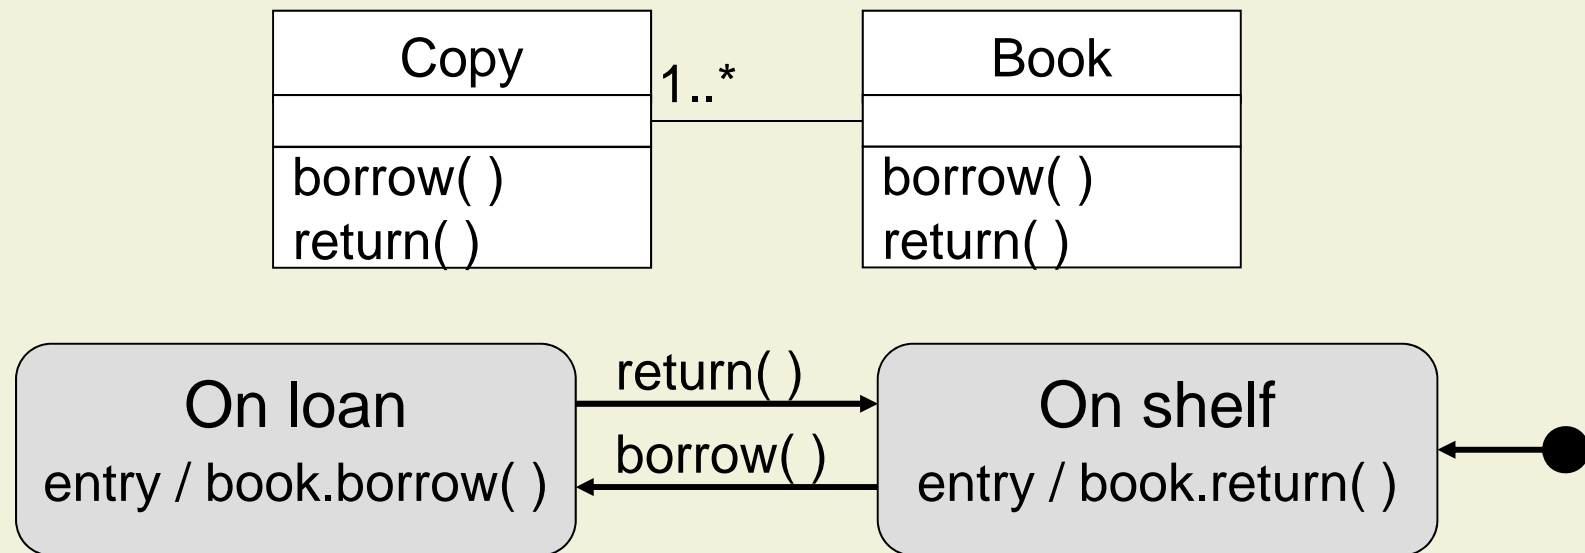 Copy
1..*
Book
borrow( )
return( )
borrow( )
return( )
On loan
entry / book.borrow( )
return( )
borrow( )
On shelf
entry / book.return( )